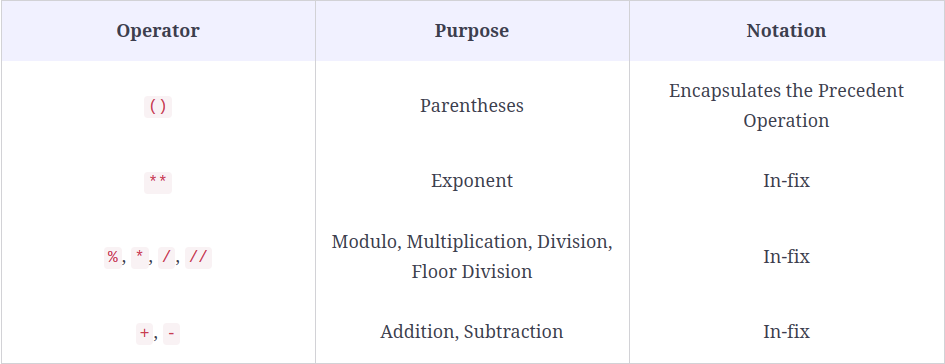 Operator Purpose Notation
Encapsulates the Precedent
() Parentheses
Operation
** Exponent In-fix
Modulo, Multiplication, Division,
%, *, /, // In-fix
Floor Division
+, - Addition, Subtraction In-fix